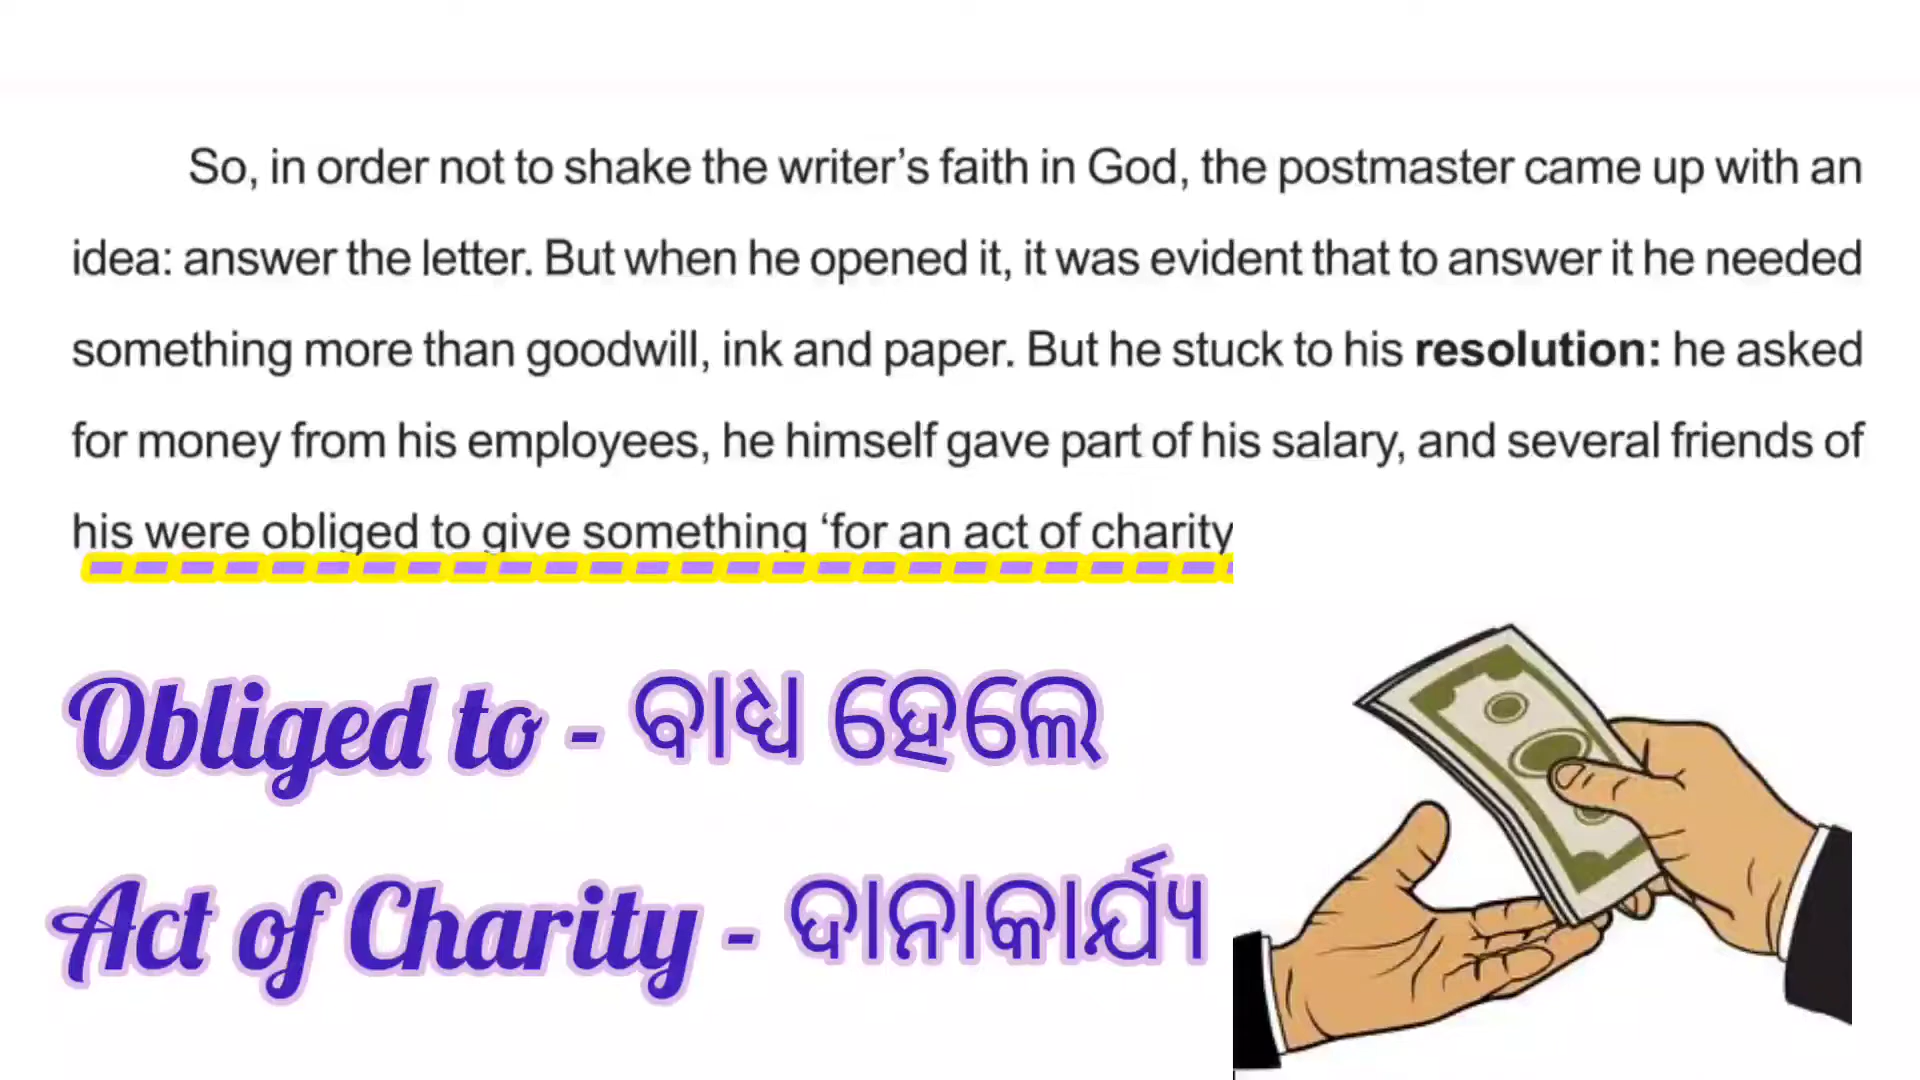 So, in order not to shake the writer’s faith in God, the postmaster came up with an
idea: answer the letter. But when he opened it, it was evident that to answer it he needed
something more than goodwill, ink and paper. But he stuck to his resolution: he asked
for money from his employees, he himself gave part of his salary, and several friends of
his were obliged to give something ‘for an act of charity
Obliged to - ବାଧ୍ୟ ହେଲେ
Act of Charity - ଦାନାକାର୍ଯ୍ୟ